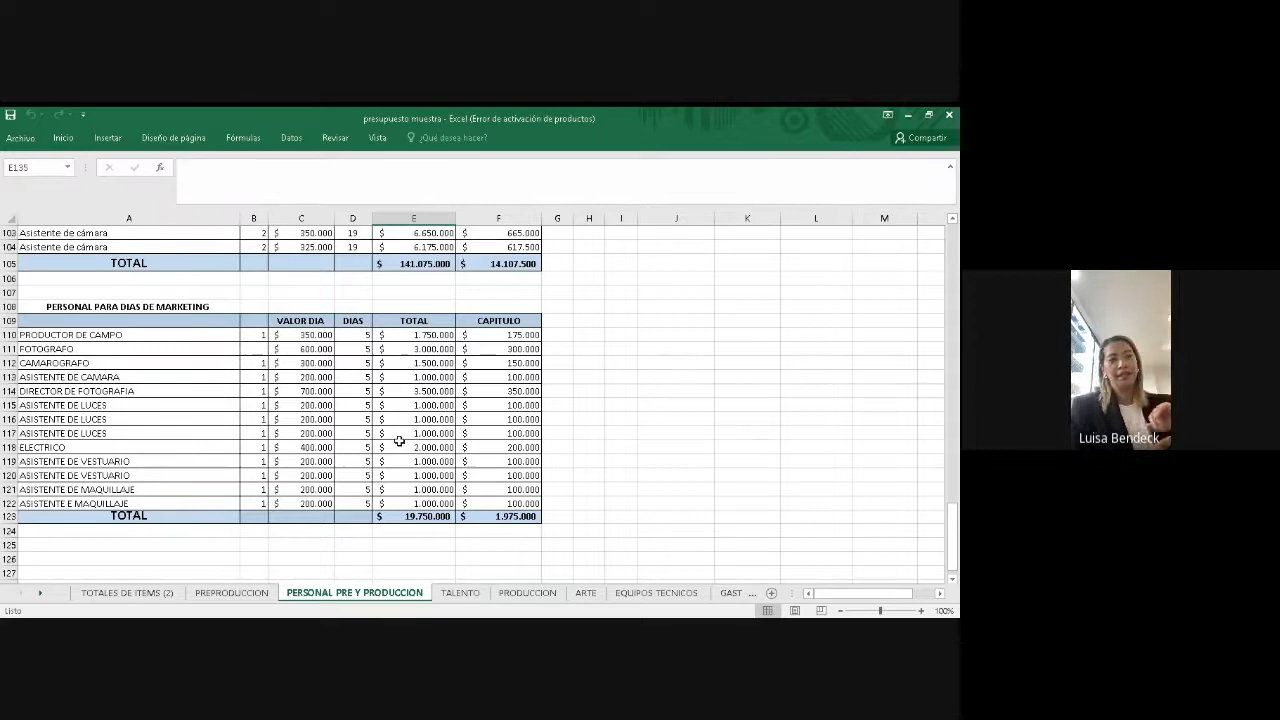 presupuesto muestra - Excel (Error de activación de productos)
Archivo Inicio Insertar Diseño de página Fórmulas Datos Revisar Vista ¿Qué desea hacer? Compartir
E135 fx
A B C D E F G H I J K L M
103 Asistente de cámara 2 $ 350.000 19 $ 6.650.000 $ 665.000
104 Asistente de cámara 2 $ 325.000 19 $ 6.175.000 $ 617.500
105 TOTAL $ 141.075.000 $ 14.107.500
106
107
108 PERSONAL PARA DIAS DE MARKETING
109 VALOR DIA DIAS TOTAL CAPITULO
110 PRODUCTOR DE CAMPO 1 $ 350.000 5 $ 1.750.000 $ 175.000
111 FOTOGRAFO $ 600.000 5 $ 3.000.000 $ 300.000
112 CAMAROGRAFO 1 $ 300.000 5 $ 1.500.000 $ 150.000
113 ASISTENTE DE CAMARA 1 $ 200.000 5 $ 1.000.000 $ 100.000
114 DIRECTOR DE FOTOGRAFIA 1 $ 700.000 5 $ 3.500.000 $ 350.000
115 ASISTENTE DE LUCES 1 $ 200.000 5 $ 1.000.000 $ 100.000
116 ASISTENTE DE LUCES 1 $ 200.000 5 $ 1.000.000 $ 100.000
117 ASISTENTE DE LUCES 1 $ 200.000 5 $ 1.000.000 $ 100.000
118 ELECTRICO 1 $ 400.000 5 $ 2.000.000 $ 200.000
119 ASISTENTE DE VESTUARIO 1 $ 200.000 5 $ 1.000.000 $ 100.000
120 ASISTENTE DE VESTUARIO 1 $ 200.000 5 $ 1.000.000 $ 100.000
121 ASISTENTE DE MAQUILLAJE 1 $ 200.000 5 $ 1.000.000 $ 100.000
122 ASISTENTE E MAQUILLAJE 1 $ 200.000 5 $ 1.000.000 $ 100.000
123 TOTAL $ 19.750.000 $ 1.975.000
124
125
126
127
TOTALES DE ITEMS (2) PREPRODUCCION PERSONAL PRE Y PRODUCCION TALENTO PRODUCCION ARTE EQUIPOS TECNICOS GAST ...
Listo 100%
Luisa Bendeck